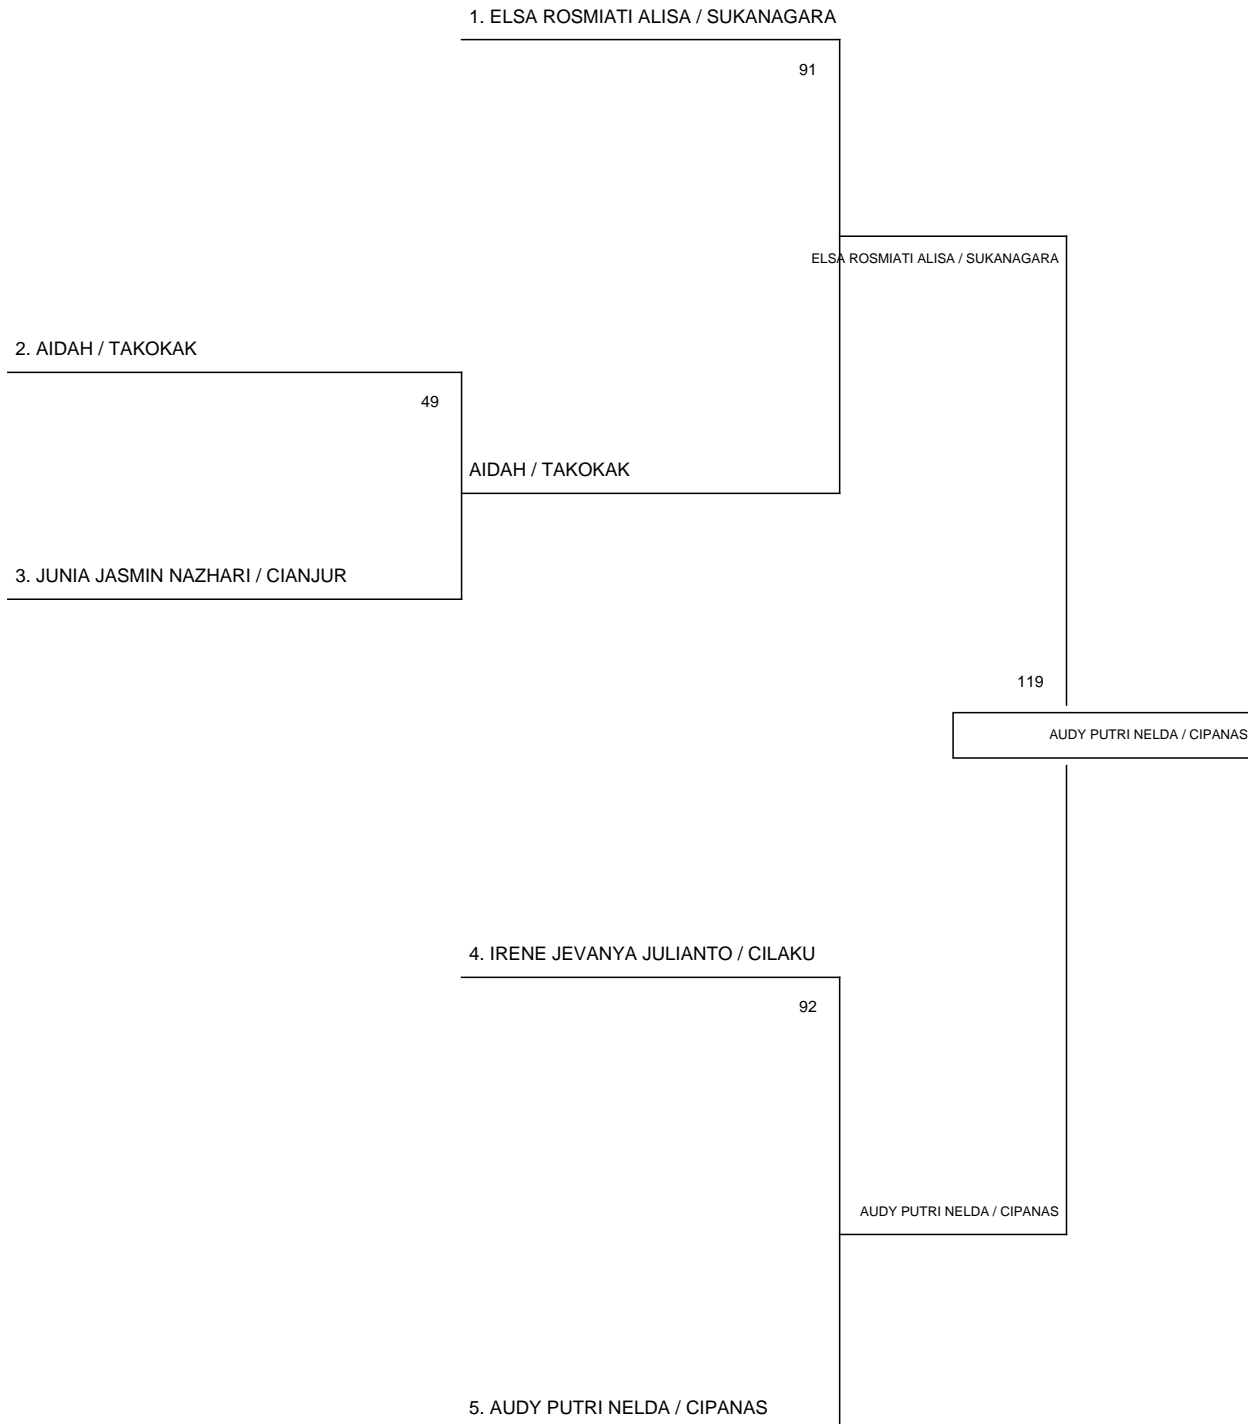 1. ELSA ROSMIATI ALISA / SUKANAGARA
91
ELSA ROSMIATI ALISA / SUKANAGARA
2. AIDAH / TAKOKAK
49
AIDAH / TAKOKAK
3. JUNIA JASMIN NAZHARI / CIANJUR
119
AUDY PUTRI NELDA / CIPANAS
4. IRENE JEVANYA JULIANTO / CILAKU
92
AUDY PUTRI NELDA / CIPANAS
5. AUDY PUTRI NELDA / CIPANAS